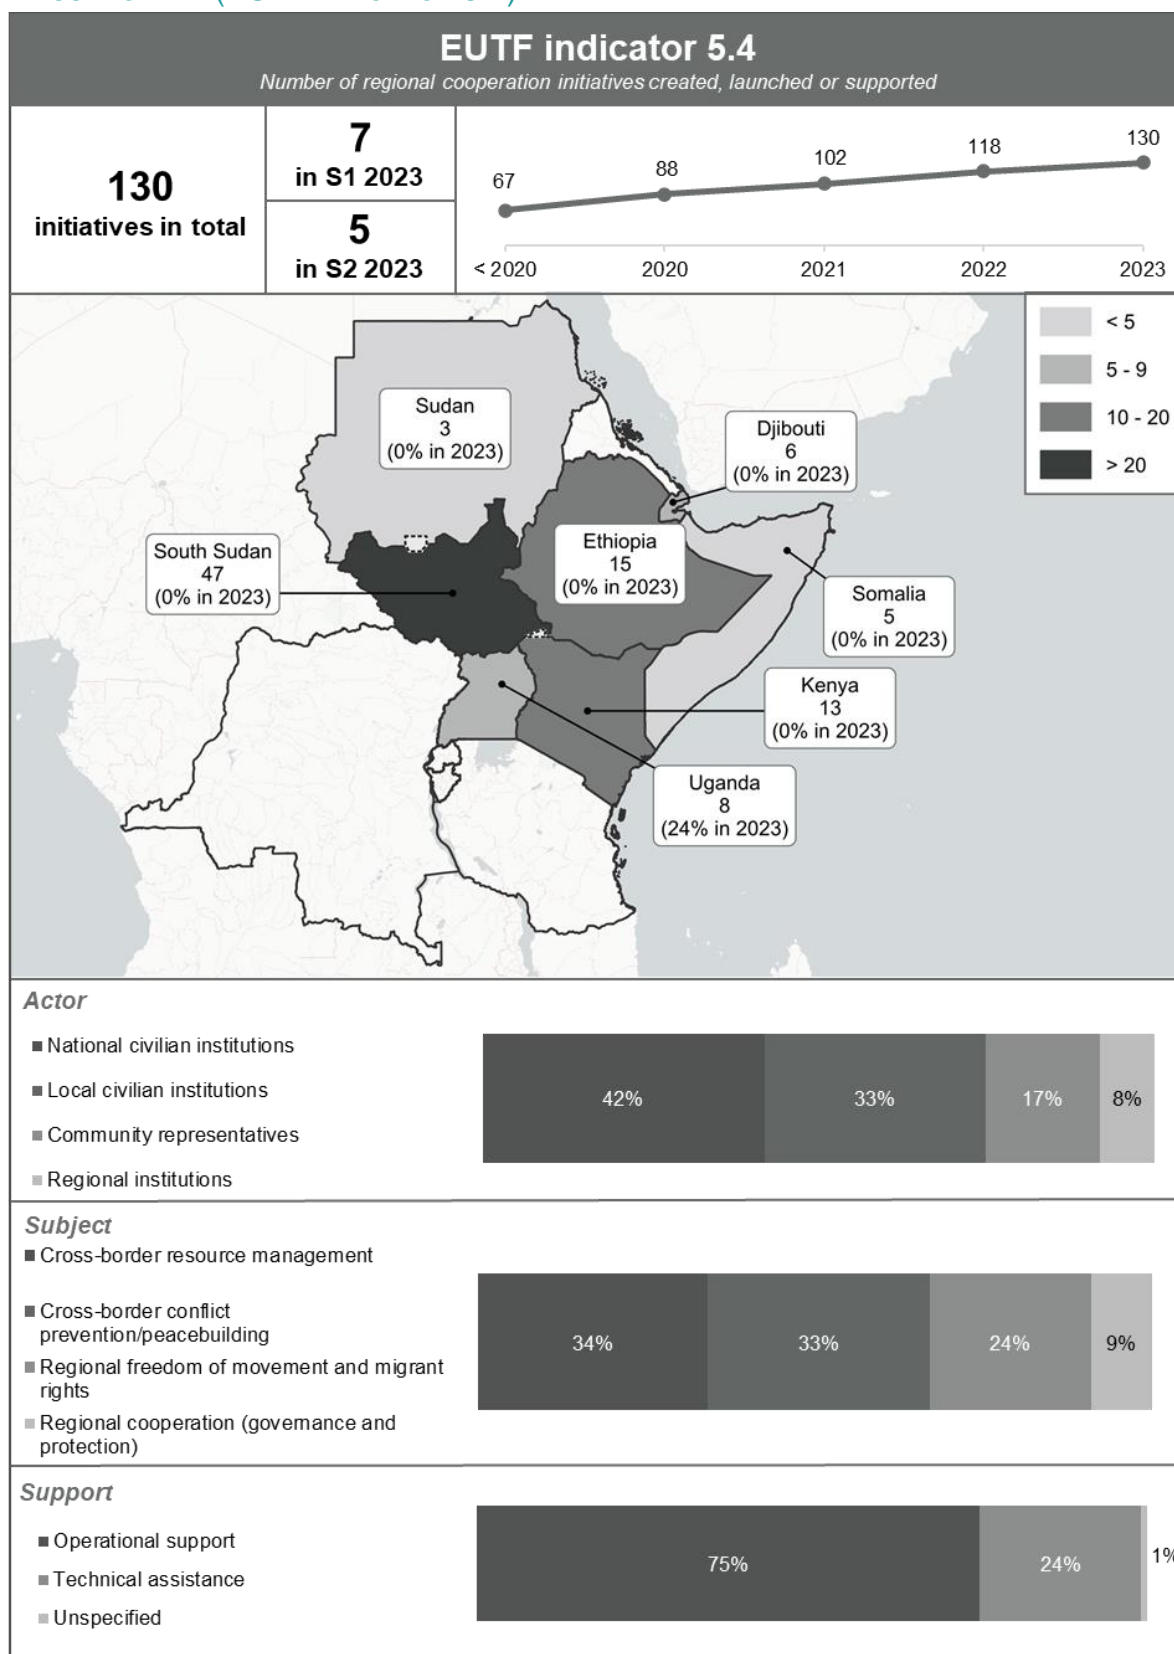 EUTF indicator 5.4
Number of regional cooperation initiatives created, launched or supported
130
initiatives in total
7
in S1 2023
5
in S2 2023
67
88
102
118
130
< 2020
2020
2021
2022
2023
< 5
5 - 9
10 - 20
> 20
Sudan
3
(0% in 2023)
Djibouti
6
(0% in 2023)
Ethiopia
15
(0% in 2023)
South Sudan
47
(0% in 2023)
Somalia
5
(0% in 2023)
Kenya
13
(0% in 2023)
Uganda
8
(24% in 2023)
Actor
National civilian institutions
Local civilian institutions
Community representatives
Regional institutions
42%
33%
17%
8%
Subject
Cross-border resource management
Cross-border conflict
prevention/peacebuilding
Regional freedom of movement and migrant
rights
Regional cooperation (governance and
protection)
34%
33%
24%
9%
Support
Operational support
Technical assistance
Unspecified
75%
24%
1%